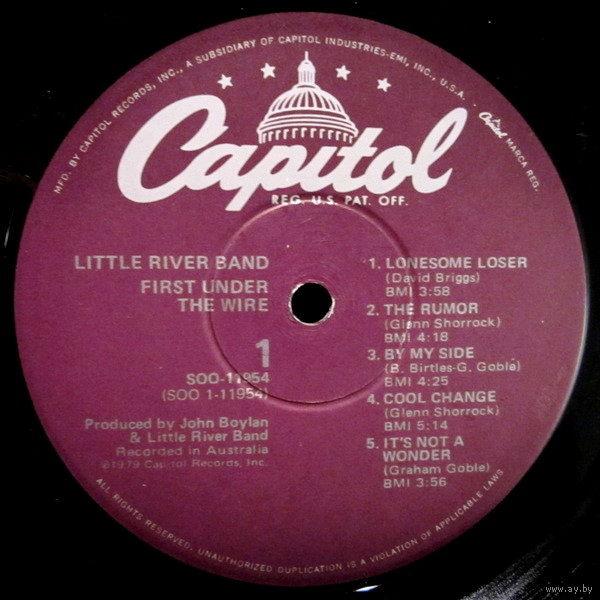 MFD. BY CAPITOL RECORDS, INC., A SUBSIDIARY OF CAPITOL INDUSTRIES-EMI, INC., U.S.A.
Capitol MARCA REG.
Capitol
REG. U.S. PAT. OFF.
LITTLE RIVER BAND
FIRST UNDER
THE WIRE
1
SOO-11954
(SOO 1-11954)
Produced by John Boylan
& Little River Band
Recorded in Australia
©1979 Capitol Records, Inc.
1. LONESOME LOSER
(David Briggs)
BMI 3:58
2. THE RUMOR
(Glenn Shorrock)
BMI 4:18
3. BY MY SIDE
(B. Birtles-G. Goble)
BMI 4:25
4. COOL CHANGE
(Glenn Shorrock)
BMI 5:14
5. IT'S NOT A
WONDER
(Graham Goble)
BMI 3:56
ALL RIGHTS RESERVED. UNAUTHORIZED DUPLICATION IS A VIOLATION OF APPLICABLE LAWS
www.ay.by